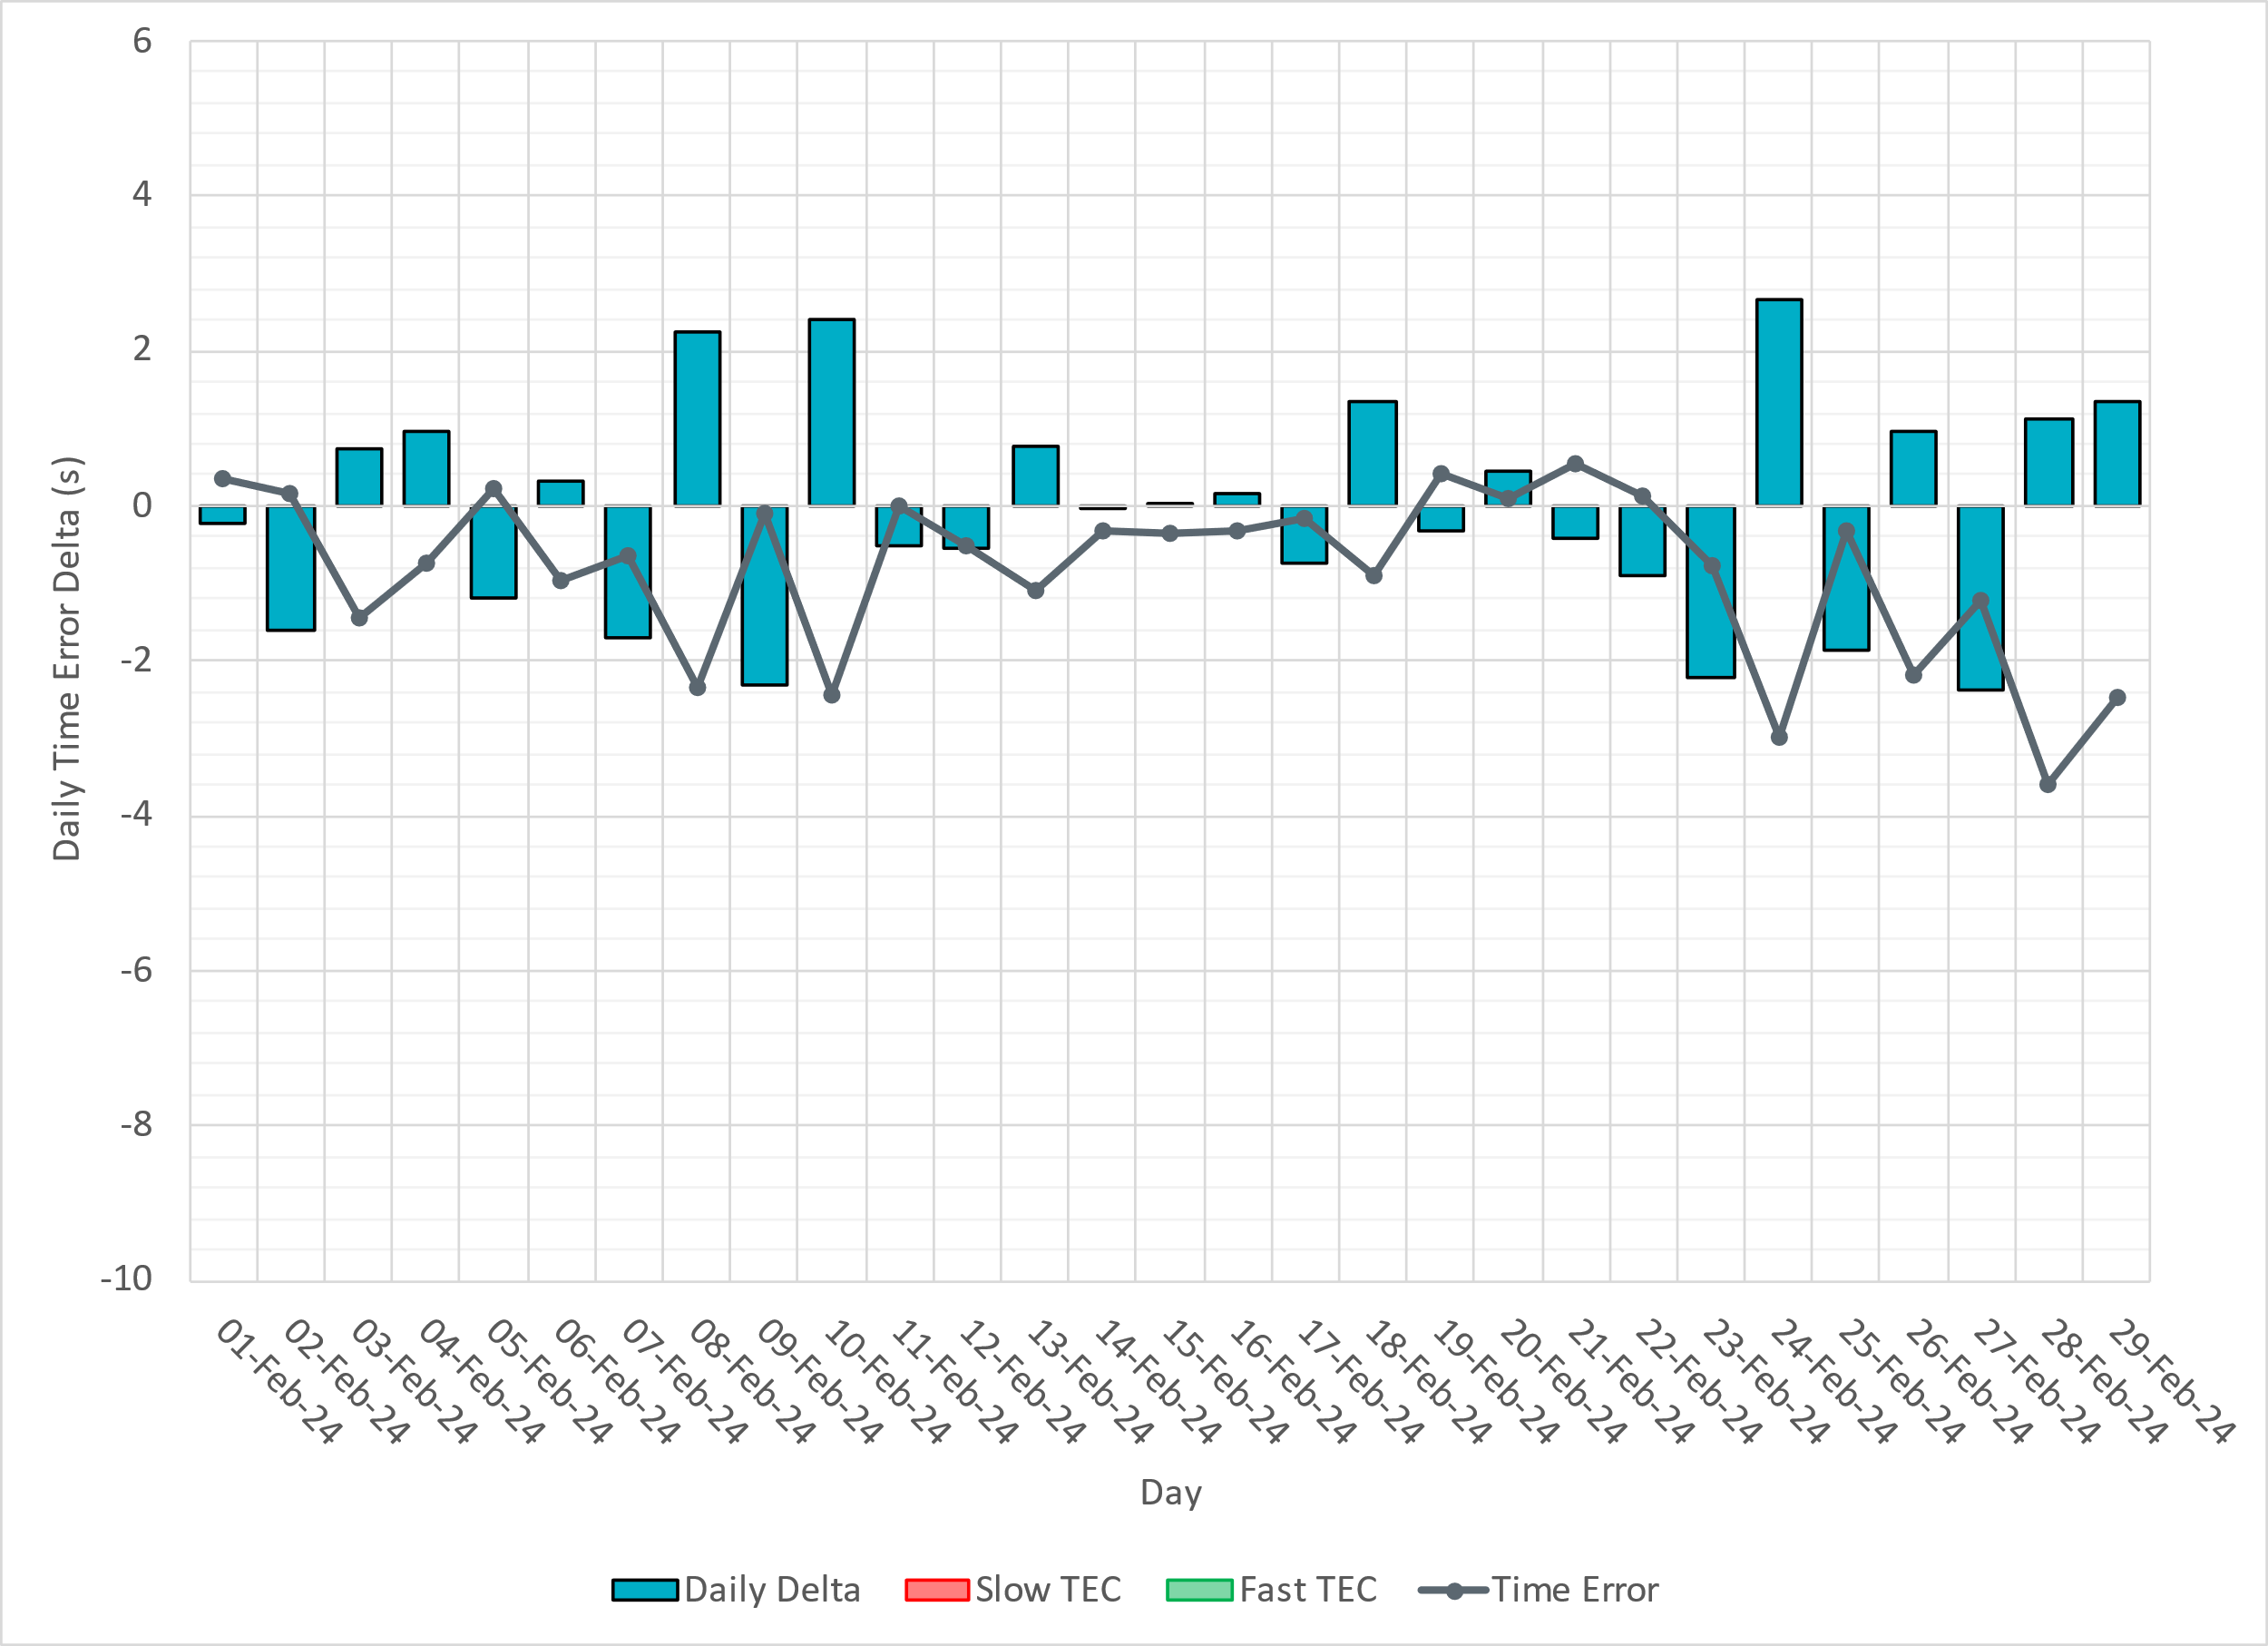 6
4
2
0
-2
-4
-6
-8
-10
Daily Time Error Delta (s)
01-Feb-24
02-Feb-24
03-Feb-24
04-Feb-24
05-Feb-24
06-Feb-24
07-Feb-24
08-Feb-24
09-Feb-24
10-Feb-24
11-Feb-24
12-Feb-24
13-Feb-24
14-Feb-24
15-Feb-24
16-Feb-24
17-Feb-24
18-Feb-24
19-Feb-24
20-Feb-24
21-Feb-24
22-Feb-24
23-Feb-24
24-Feb-24
25-Feb-24
26-Feb-24
27-Feb-24
28-Feb-24
29-Feb-24
Day
Daily Delta Slow TEC Fast TEC Time Error